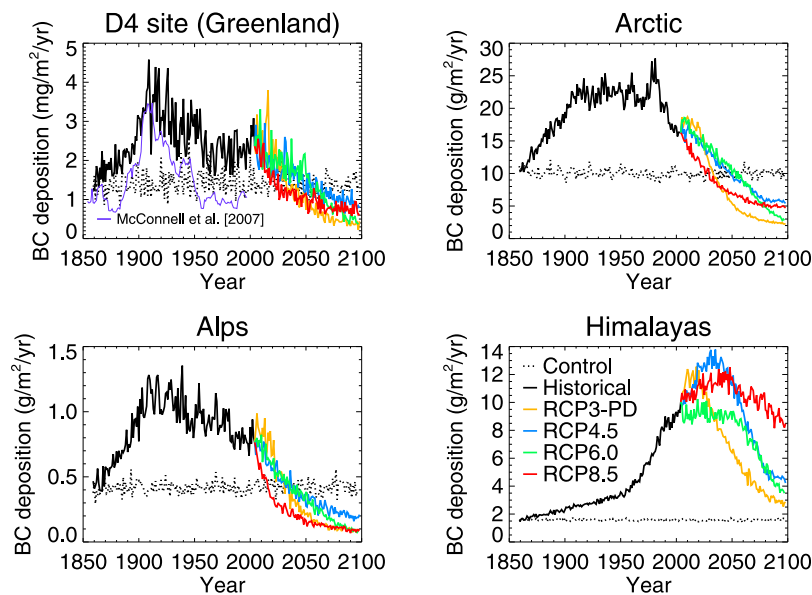 D4 site (Greenland)
BC deposition (mg/m²/yr)
5
4
3
2
1
0
McConnell et al. [2007]
1850 1900 1950 2000 2050 2100
Year
Arctic
BC deposition (g/m²/yr)
30
25
20
15
10
5
0
1850 1900 1950 2000 2050 2100
Year
Alps
BC deposition (g/m²/yr)
1.5
1.0
0.5
0.0
1850 1900 1950 2000 2050 2100
Year
Himalayas
BC deposition (g/m²/yr)
14
12
10
8
6
4
2
0
Control
Historical
RCP3-PD
RCP4.5
RCP6.0
RCP8.5
1850 1900 1950 2000 2050 2100
Year